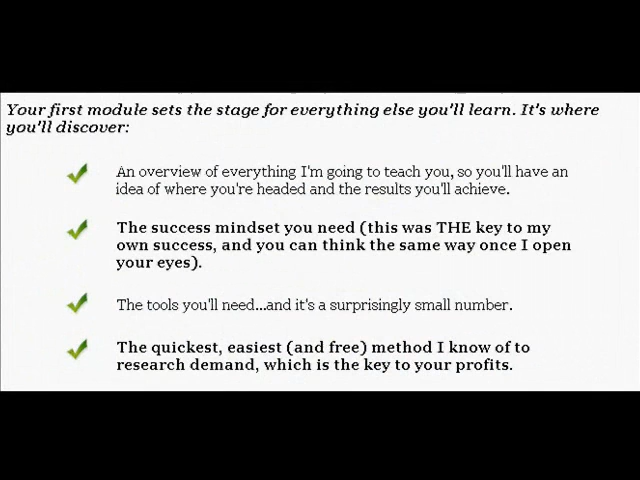 Your first module sets the stage for everything else you'll learn. It's where
you'll discover:
An overview of everything I'm going to teach you, so you'll have an
idea of where you're headed and the results you'll achieve.
The success mindset you need (this was THE key to my
own success, and you can think the same way once I open
your eyes).
The tools you'll need...and it's a surprisingly small number.
The quickest, easiest (and free) method I know of to
research demand, which is the key to your profits.